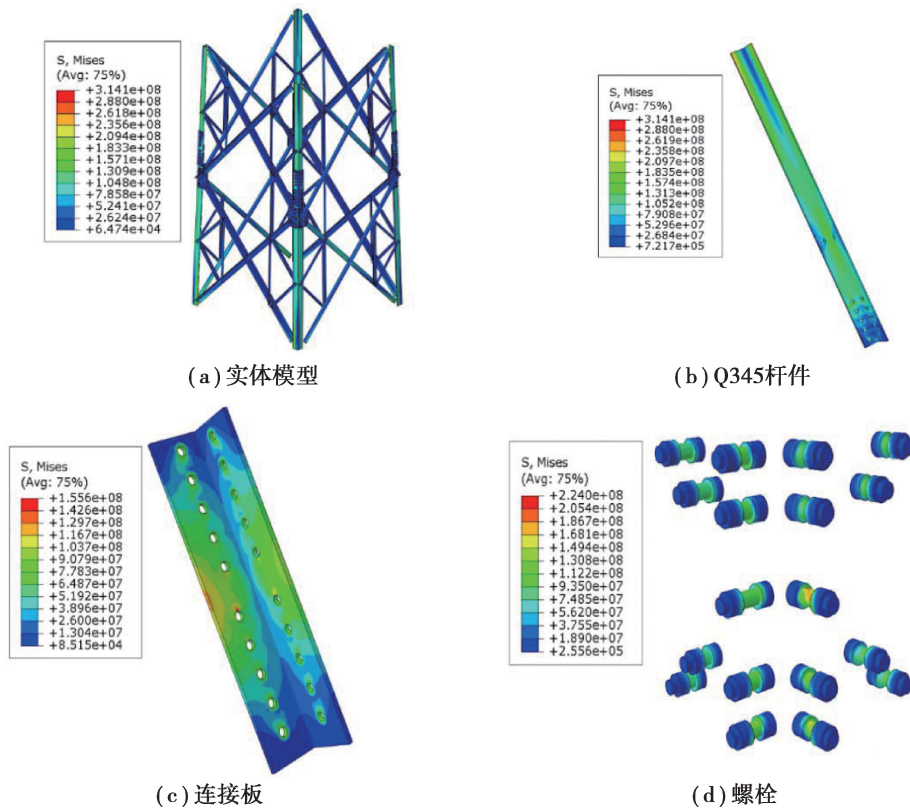 S, Mises
(Avg: 75%)
+3.141e+08
+2.880e+08
+2.618e+08
+2.356e+08
+2.094e+08
+1.833e+08
+1.571e+08
+1.309e+08
+1.048e+08
+7.858e+07
+5.241e+07
+2.624e+07
+6.474e+04
(a)实体模型
S, Mises
(Avg: 75%)
+3.141e+08
+2.880e+08
+2.619e+08
+2.358e+08
+2.097e+08
+1.835e+08
+1.574e+08
+1.313e+08
+1.052e+08
+7.908e+07
+5.296e+07
+2.684e+07
+7.217e+05
(b)Q345杆件
S, Mises
(Avg: 75%)
+1.556e+08
+1.426e+08
+1.297e+08
+1.167e+08
+1.037e+08
+9.079e+07
+7.783e+07
+6.487e+07
+5.192e+07
+3.896e+07
+2.600e+07
+1.304e+07
+8.515e+04
(c)连接板
S, Mises
(Avg: 75%)
+2.240e+08
+2.054e+08
+1.867e+08
+1.681e+08
+1.494e+08
+1.308e+08
+1.122e+08
+9.350e+07
+7.485e+07
+5.620e+07
+3.755e+07
+1.890e+07
+2.556e+05
(d)螺栓